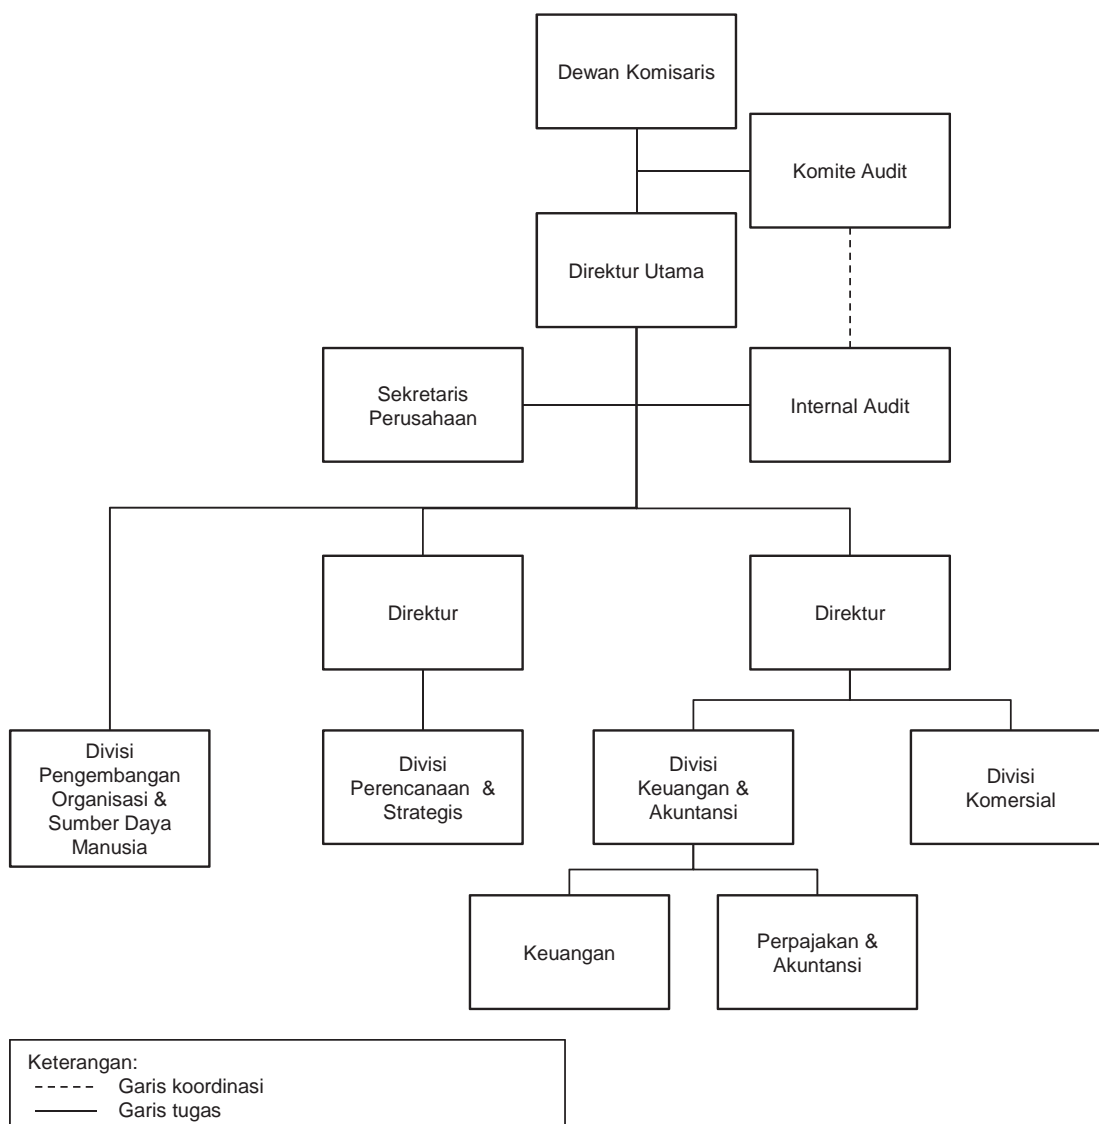 Dewan Komisaris
Komite Audit
Direktur Utama
Sekretaris
Perusahaan
Internal Audit
Direktur
Direktur
Divisi
Pengembangan
Organisasi &
Sumber Daya
Manusia
Divisi
Perencanaan &
Strategis
Divisi
Keuangan &
Akuntansi
Divisi
Komersial
Keuangan
Perpajakan &
Akuntansi
Keterangan:
Garis koordinasi
Garis tugas